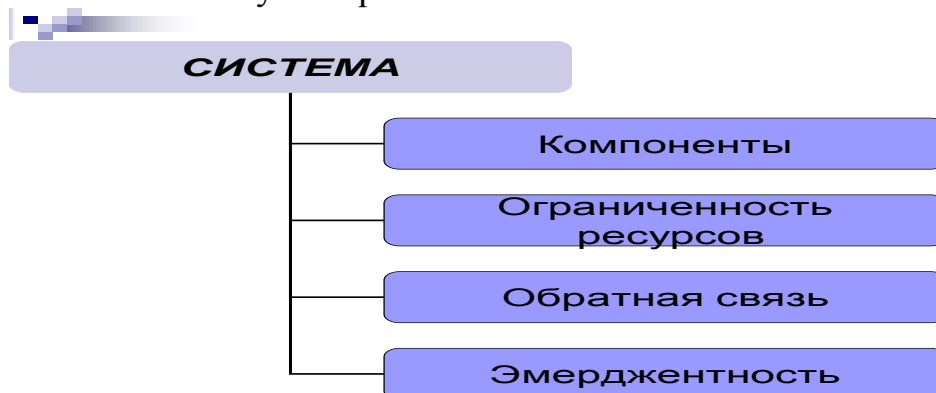 СИСТЕМА
Компоненты
Ограниченность
ресурсов
Обратная связь
Эмерджентность